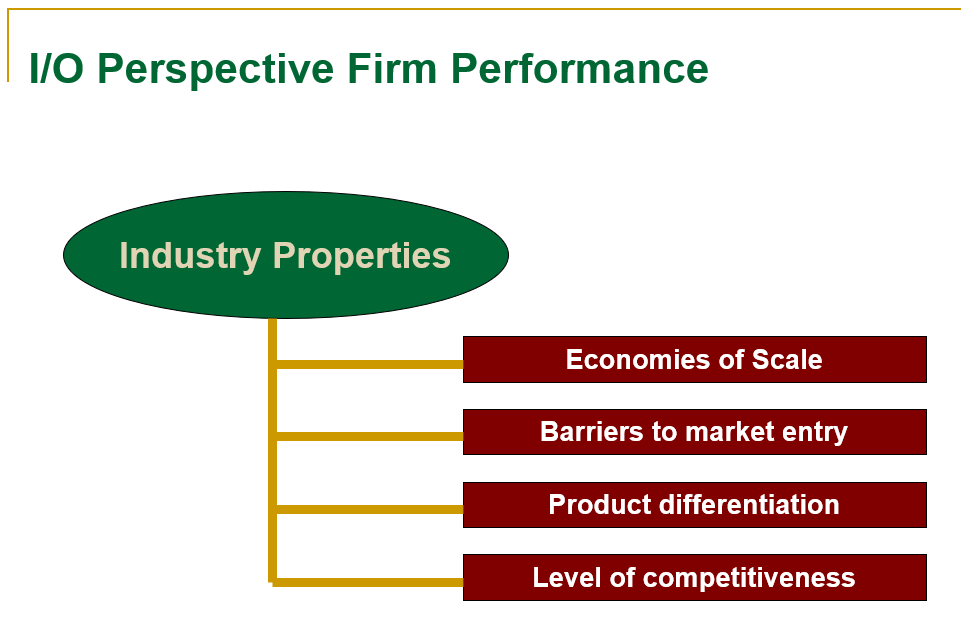 I/O Perspective Firm Performance
Industry Properties
Economies of Scale
Barriers to market entry
Product differentiation
Level of competitiveness